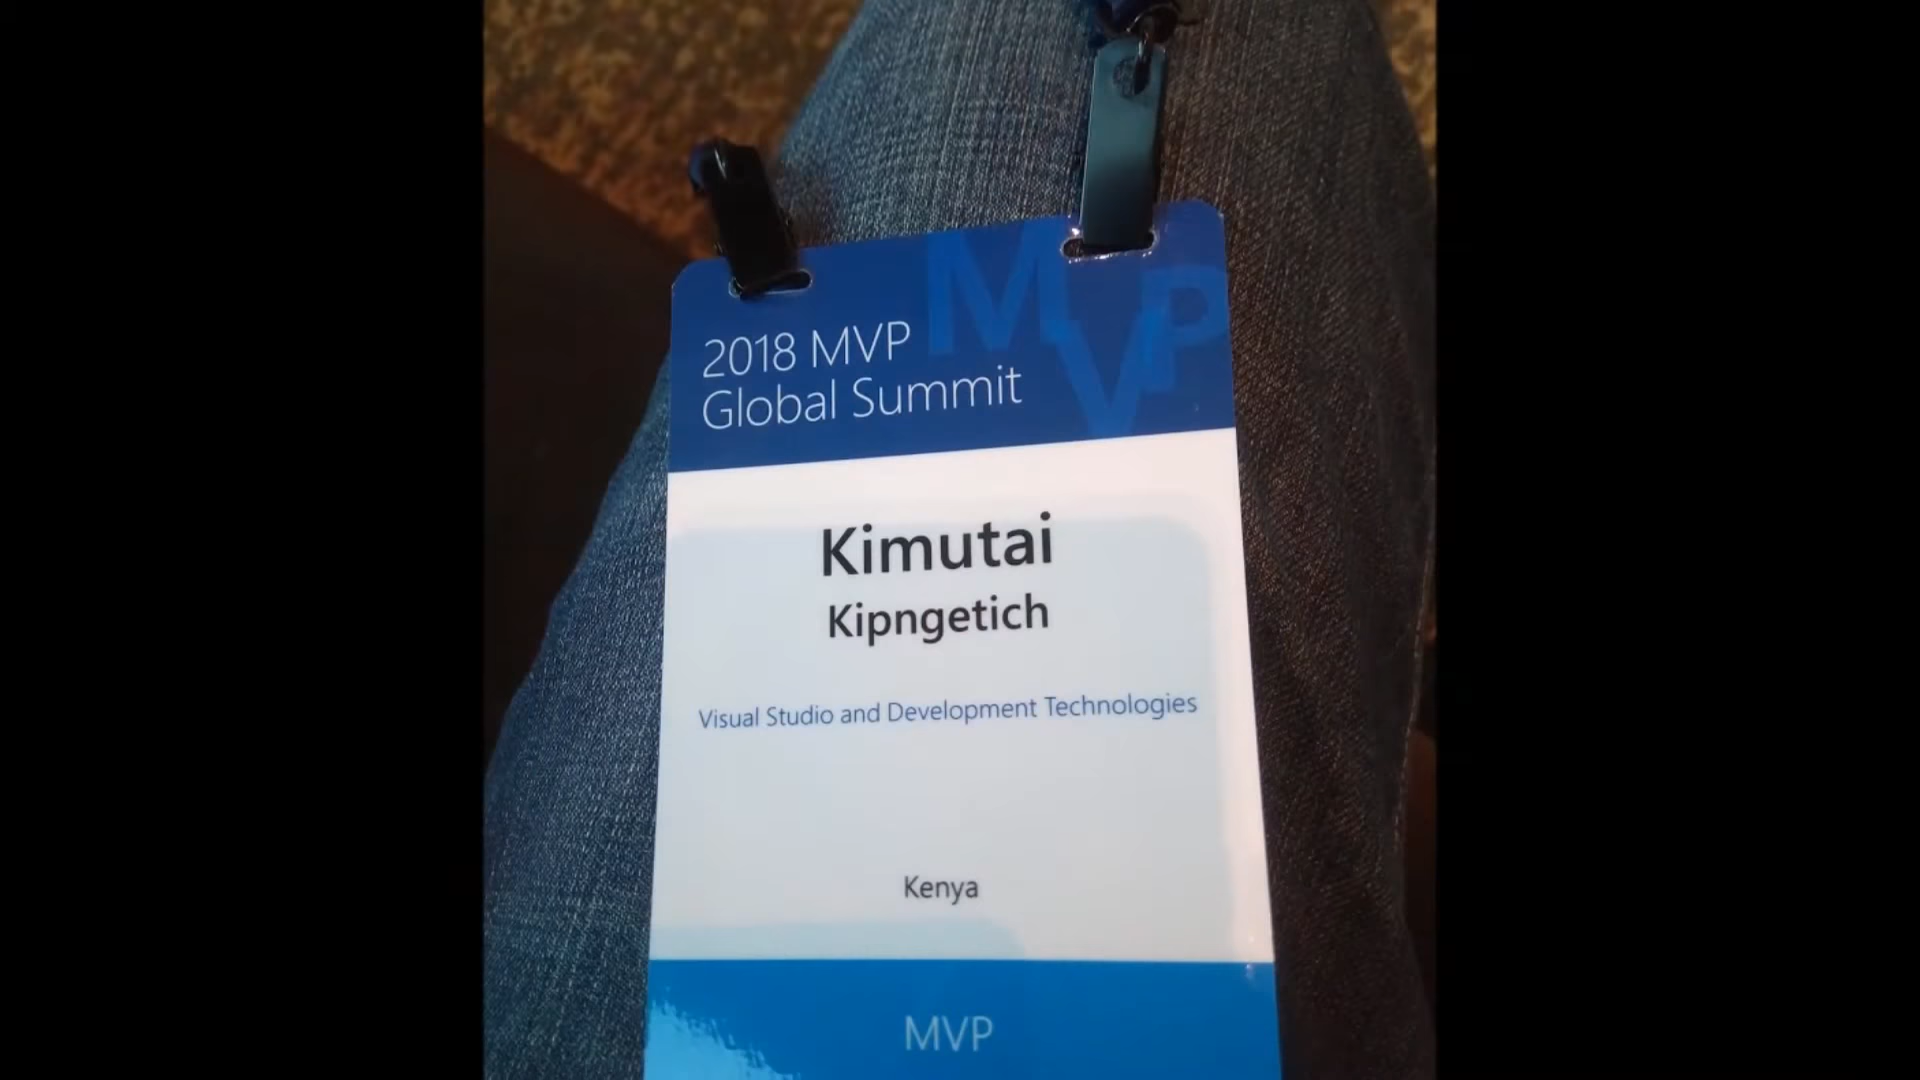 MVP
2018 MVP
Global Summit
Kimutai
Kipngetich
Visual Studio and Development Technologies
Kenya
MVP